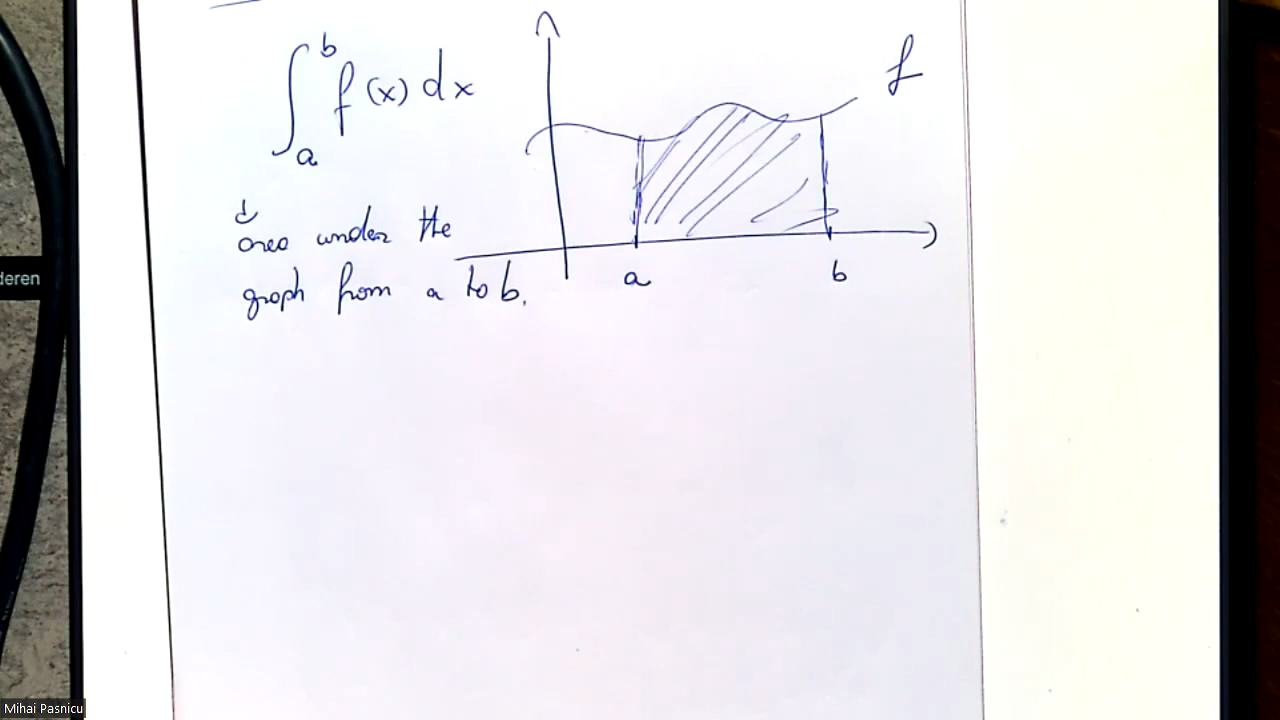 ∫_a^b f(x) dx
f
area under the
graph from a to b.
a
b
deren
Mihai Pasnicu